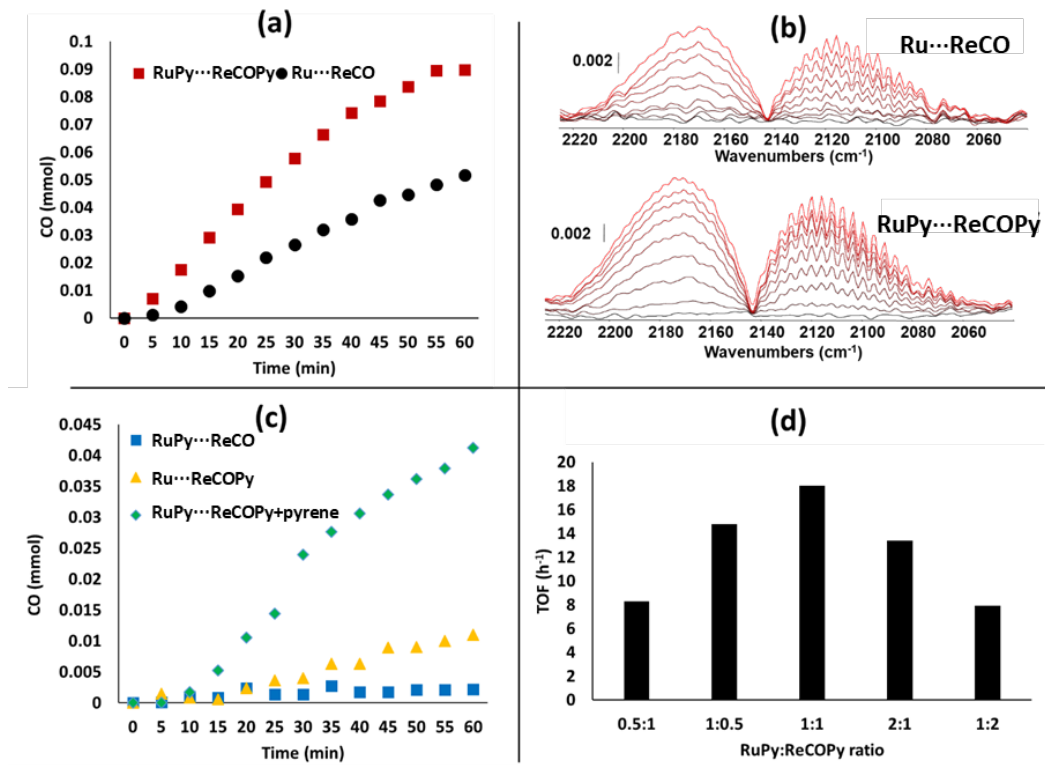 (a)
0.1
0.09
0.08
0.07
0.06
0.05
0.04
0.03
0.02
0.01
0
CO (mmol)
RuPy···ReCOPy Ru···ReCO
0 5 10 15 20 25 30 35 40 45 50 55 60
Time (min)
(b)
Ru···ReCO
0.002
2220 2200 2180 2160 2140 2120 2100 2080 2060
Wavenumbers (cm⁻¹)
RuPy···ReCOPy
0.002
2220 2200 2180 2160 2140 2120 2100 2080 2060
Wavenumbers (cm⁻¹)
(c)
0.045
0.04
0.035
0.03
0.025
0.02
0.015
0.01
0.005
0
CO (mmol)
RuPy···ReCO
Ru···ReCOPy
RuPy···ReCOPy+pyrene
0 5 10 15 20 25 30 35 40 45 50 55 60
Time (min)
(d)
20
18
16
14
12
10
8
6
4
2
0
TOF (h⁻¹)
0.5:1 1:0.5 1:1 2:1 1:2
RuPy:ReCOPy ratio